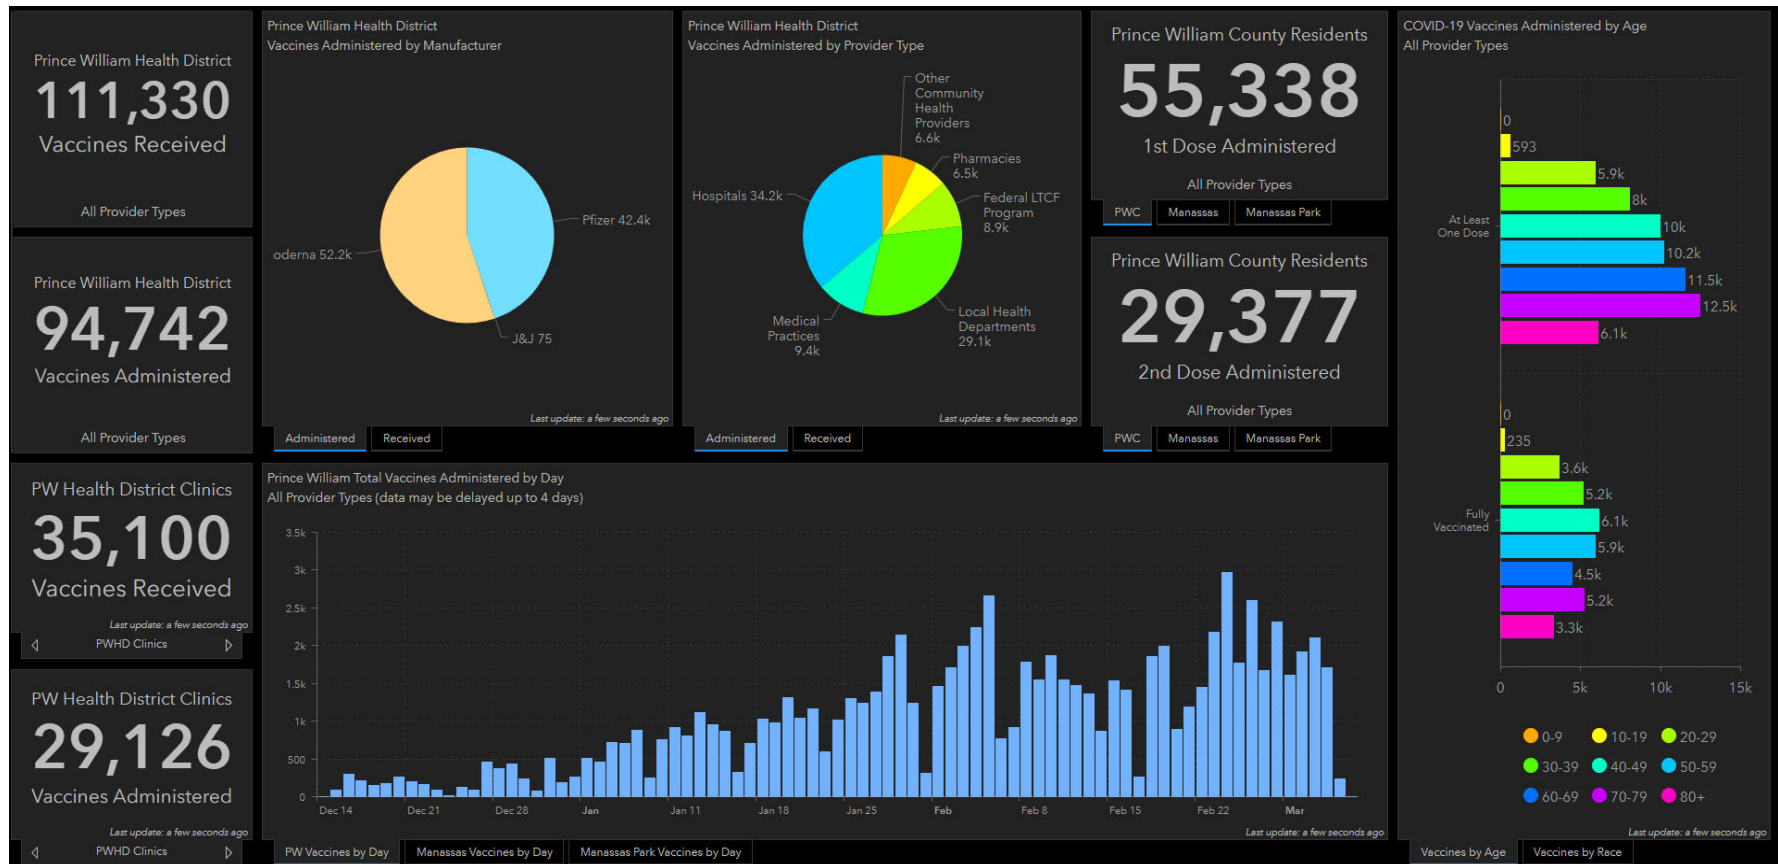 Prince William Health District
111,330
Vaccines Received
All Provider Types
Prince William Health District
94,742
Vaccines Administered
All Provider Types
PW Health District Clinics
35,100
Vaccines Received
Last update: a few seconds ago
PWHD Clinics
PW Health District Clinics
29,126
Vaccines Administered
Last update: a few seconds ago
PWHD Clinics
Prince William Health District
Vaccines Administered by Manufacturer
Pfizer 42.4k
oderna 52.2k
J&J 75
Last update: a few seconds ago
Administered
Received
Prince William Health District
Vaccines Administered by Provider Type
Other
Community
Health
Providers
6.6k
Pharmacies
6.5k
Federal LTCF
Program
8.9k
Hospitals 34.2k
Local Health
Departments
29.1k
Medical
Practices
9.4k
Last update: a few seconds ago
Administered
Received
Prince William County Residents
55,338
1st Dose Administered
All Provider Types
PWC
Manassas
Manassas Park
Prince William County Residents
29,377
2nd Dose Administered
All Provider Types
PWC
Manassas
Manassas Park
Prince William Total Vaccines Administered by Day
All Provider Types (data may be delayed up to 4 days)
3.5k
3k
2.5k
2k
1.5k
1k
500
0
Dec 14
Dec 21
Dec 28
Jan
Jan 11
Jan 18
Jan 25
Feb
Feb 8
Feb 15
Feb 22
Mar
Last update: a few seconds ago
PW Vaccines by Day
Manassas Vaccines by Day
Manassas Park Vaccines by Day
COVID-19 Vaccines Administered by Age
All Provider Types
0
593
5.9k
8k
At Least
One Dose
10k
10.2k
11.5k
12.5k
6.1k
0
235
3.6k
5.2k
Fully
Vaccinated
6.1k
5.9k
4.5k
5.2k
3.3k
0
5k
10k
15k
0-9
10-19
20-29
30-39
40-49
50-59
60-69
70-79
80+
Last update: a few seconds ago
Vaccines by Age
Vaccines by Race